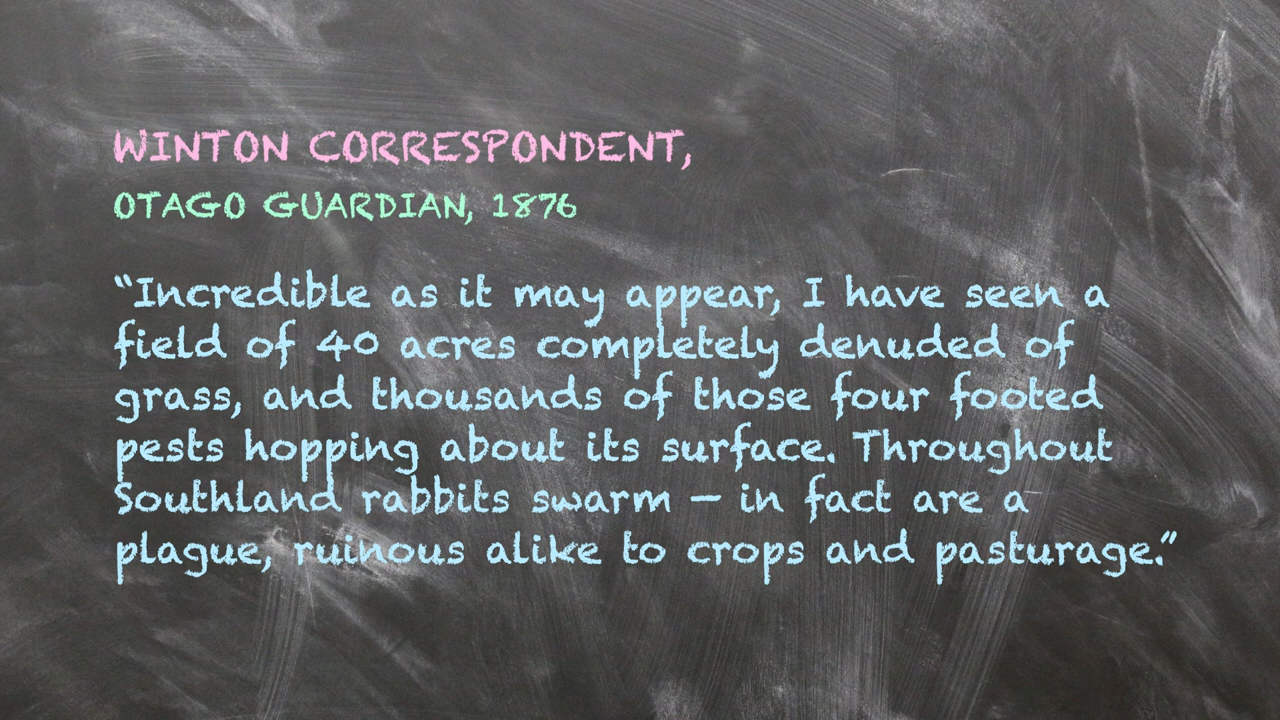 WINTON CORRESPONDENT,
OTAGO GUARDIAN, 1876
“Incredible as it may appear, I have seen a
field of 40 acres completely denuded of
grass, and thousands of those four footed
pests hopping about its surface. Throughout
Southland rabbits swarm – in fact are a
plague, ruinous alike to crops and pasturage.”